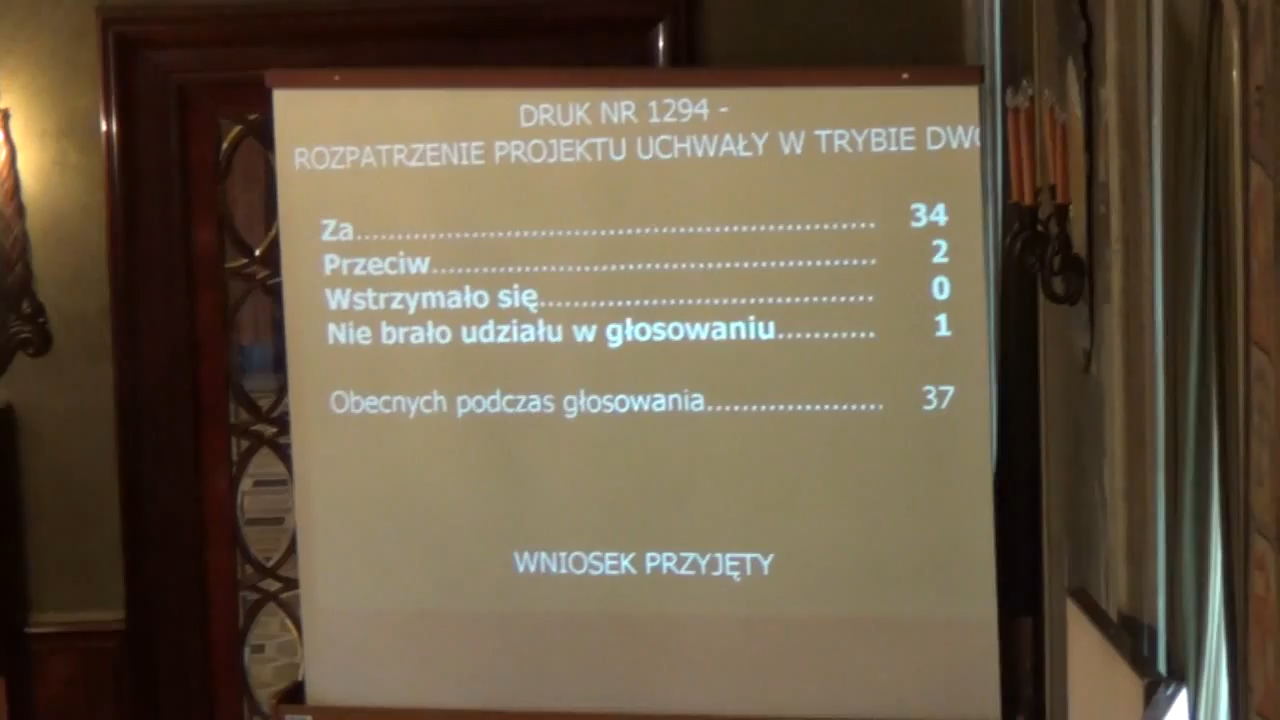 DRUK NR 1294 -
ROZPATRZENIE PROJEKTU UCHWAŁY W TRYBIE
Za............................................................... 34
Przeciw...................................................... 2
Wstrzymało się......................................... 0
Nie brało udziału w głosowaniu........... 1
Obecnych podczas głosowania.................... 37
WNIOSEK PRZYJĘTY